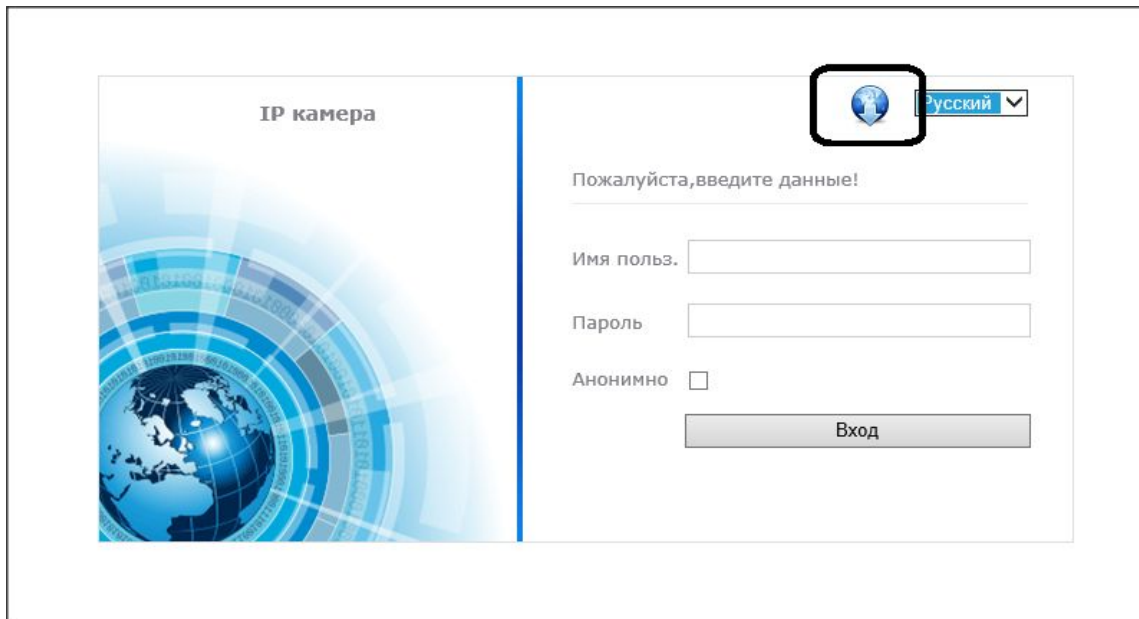 IP камера
Русский
Пожалуйста,введите данные!
Имя польз.
Пароль
Анонимно
Вход